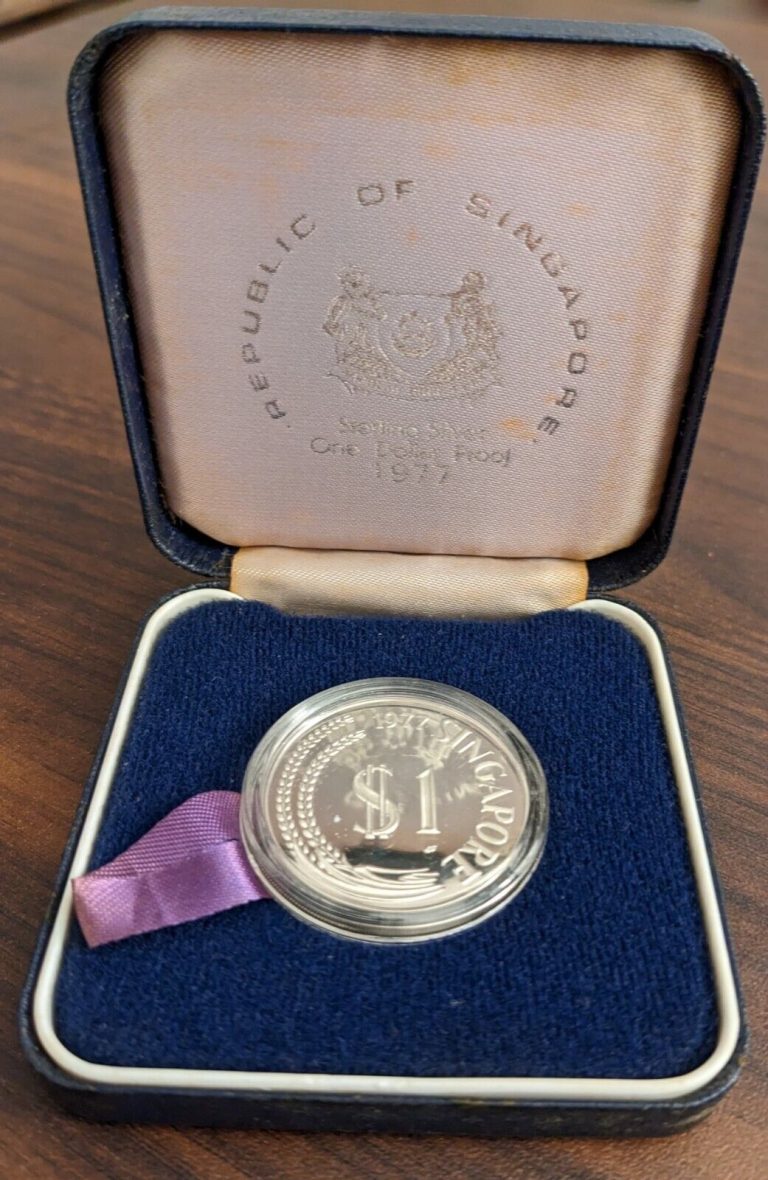 · REPUBLIC OF SINGAPORE ·
Sterling Silver
One Dollar Proof
1977
1977 SINGAPORE
$1